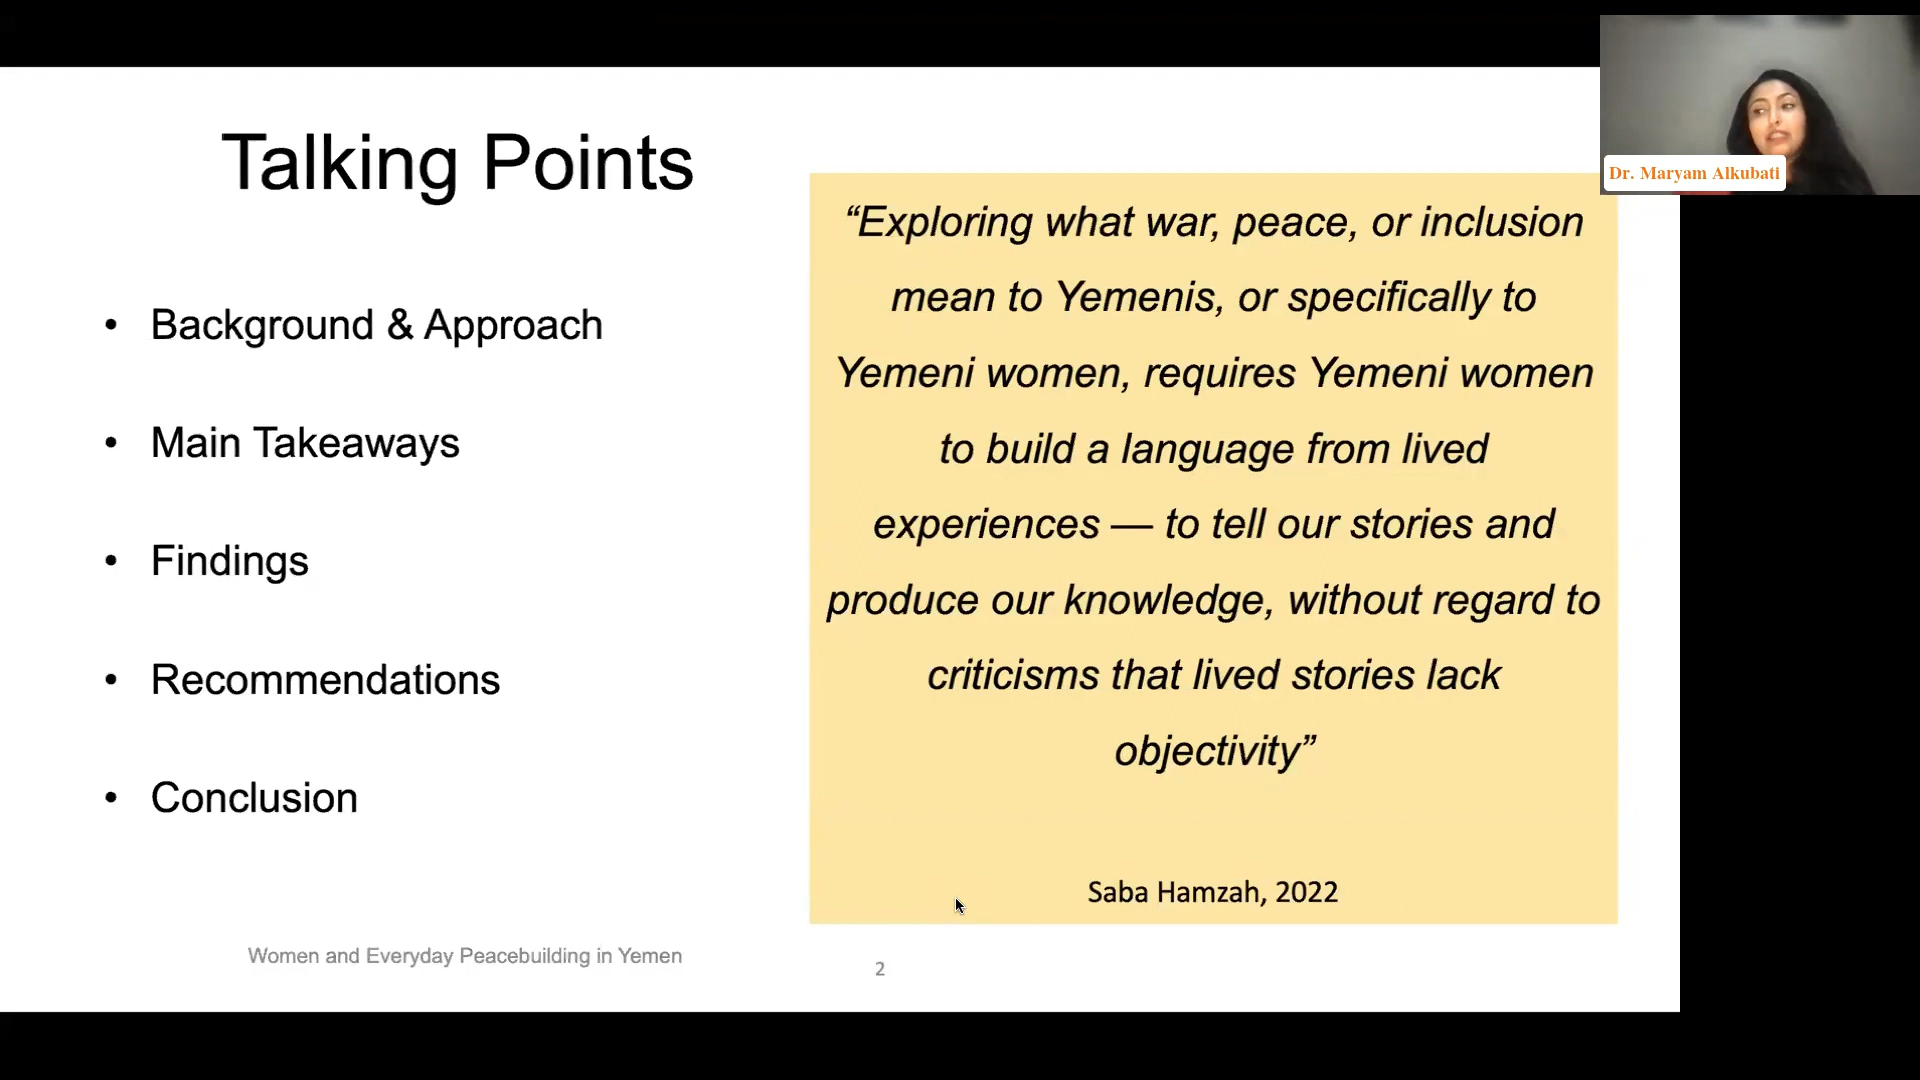 Talking Points
• Background & Approach
• Main Takeaways
• Findings
• Recommendations
• Conclusion
“Exploring what war, peace, or inclusion
mean to Yemenis, or specifically to
Yemeni women, requires Yemeni women
to build a language from lived
experiences — to tell our stories and
produce our knowledge, without regard to
criticisms that lived stories lack
objectivity”
Saba Hamzah, 2022
Women and Everyday Peacebuilding in Yemen
2
Dr. Maryam Alkubati